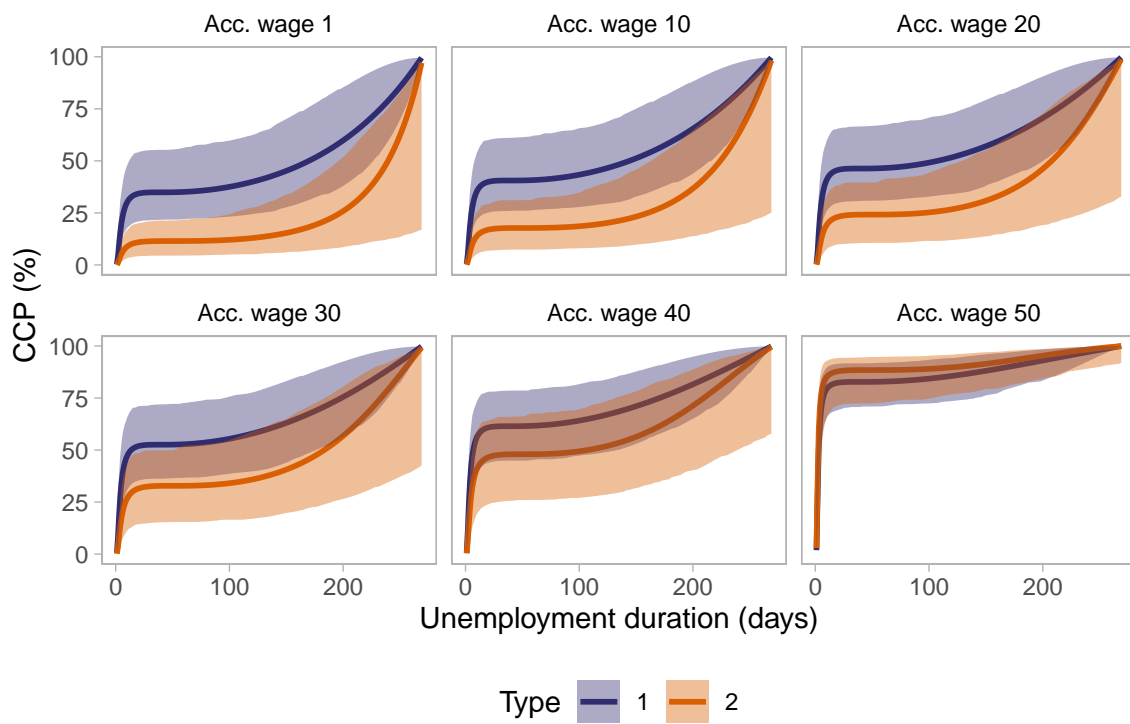 Acc. wage 1 Acc. wage 10 Acc. wage 20
100
75
50
25
0
Acc. wage 30 Acc. wage 40 Acc. wage 50
100
75
50
25
0
CCP (%)
0 100 200 0 100 200 0 100 200
Unemployment duration (days)
Type 1 2